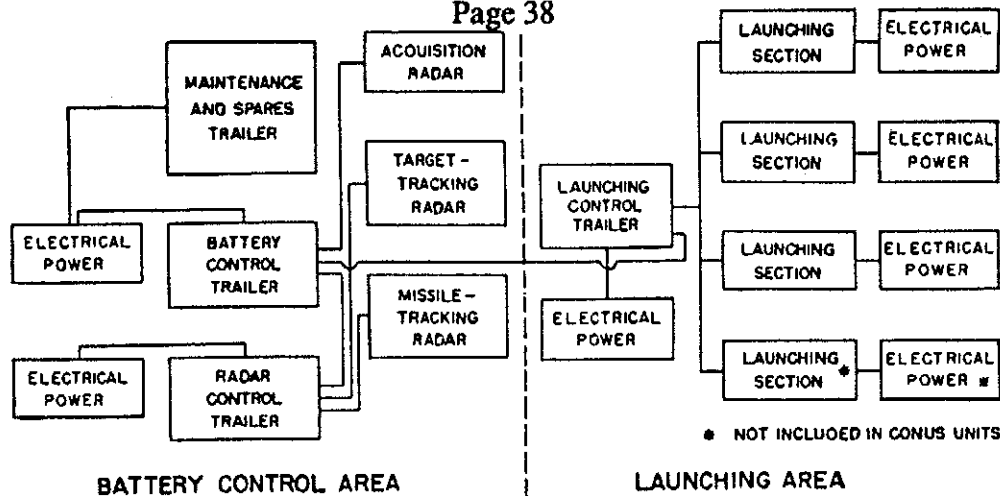 Page 38
MAINTENANCE
AND SPARES
TRAILER
ACQUISITION
RADAR
TARGET-
TRACKING
RADAR
ELECTRICAL
POWER
BATTERY
CONTROL
TRAILER
MISSILE-
TRACKING
RADAR
ELECTRICAL
POWER
RADAR
CONTROL
TRAILER
BATTERY CONTROL AREA
LAUNCHING
CONTROL
TRAILER
ELECTRICAL
POWER
LAUNCHING
SECTION
ELECTRICAL
POWER
LAUNCHING
SECTION
ELECTRICAL
POWER
LAUNCHING
SECTION
ELECTRICAL
POWER
LAUNCHING
SECTION *
ELECTRICAL
POWER *
* NOT INCLUDED IN CONUS UNITS
LAUNCHING AREA